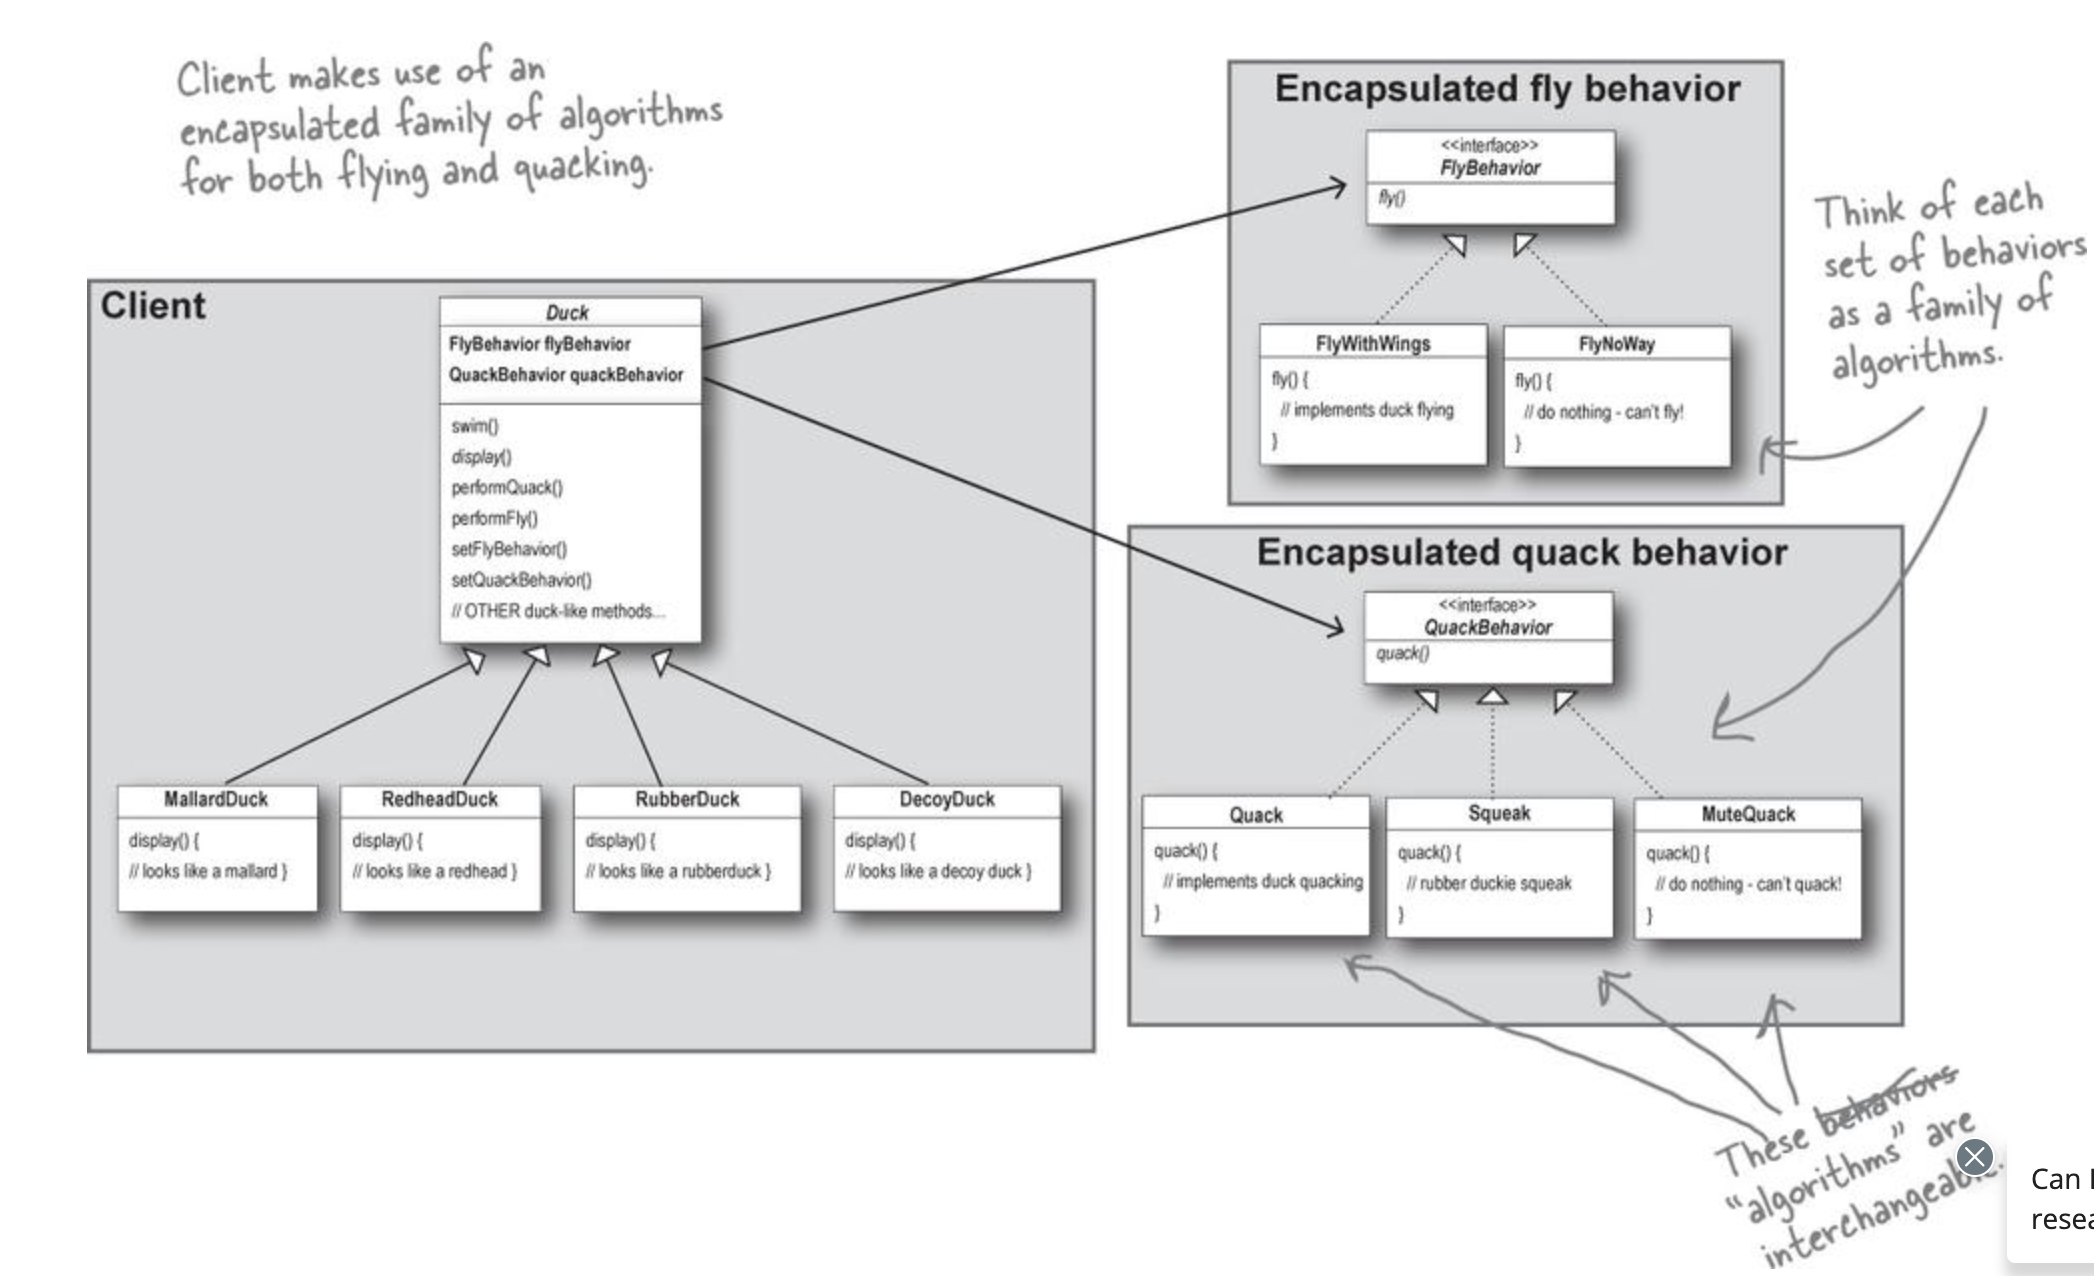 Client makes use of an
encapsulated family of algorithms
for both flying and quacking.
Client
Duck
FlyBehavior flyBehavior
QuackBehavior quackBehavior
swim()
display()
performQuack()
performFly()
setFlyBehavior()
setQuackBehavior()
// OTHER duck-like methods...
MallardDuck
display() {
// looks like a mallard }
RedheadDuck
display() {
// looks like a redhead }
RubberDuck
display() {
// looks like a rubberduck }
DecoyDuck
display() {
// looks like a decoy duck }
Encapsulated fly behavior
<<interface>>
FlyBehavior
fly()
FlyWithWings
fly() {
// implements duck flying
}
FlyNoWay
fly() {
// do nothing - can't fly!
}
Think of each
set of behaviors
as a family of
algorithms.
Encapsulated quack behavior
<<interface>>
QuackBehavior
quack()
Quack
quack() {
// implements duck quacking
}
Squeak
quack() {
// rubber duckie squeak
}
MuteQuack
quack() {
// do nothing - can't quack!
}
These behaviors
“algorithms” are
interchangeable.
Can
resea